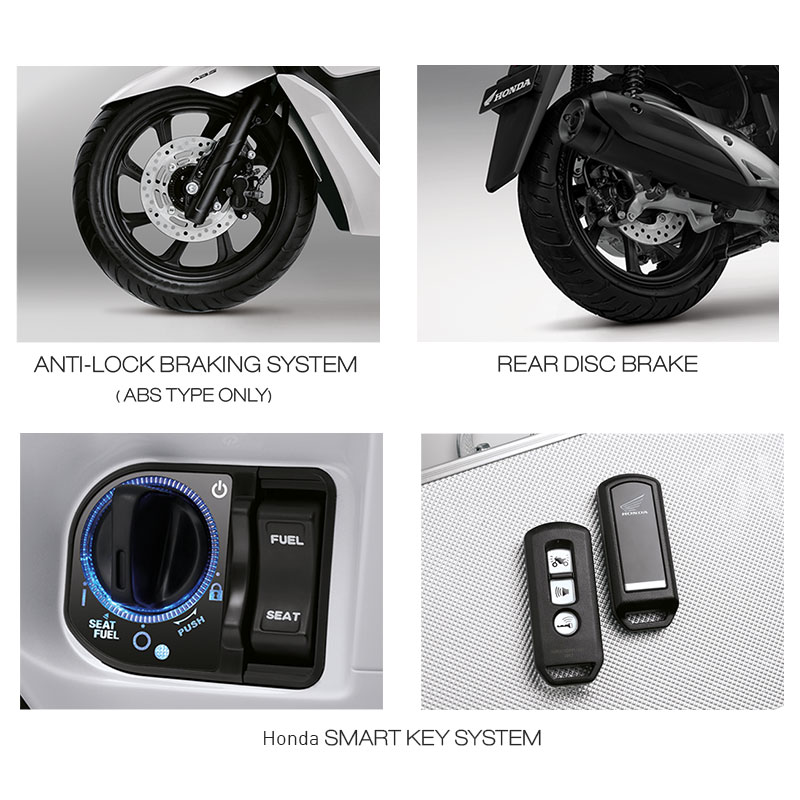 ABS
HONDA
ANTI-LOCK BRAKING SYSTEM
( ABS TYPE ONLY)
REAR DISC BRAKE
FUEL
SEAT
SEAT
FUEL
PUSH
HONDA
Honda SMART KEY SYSTEM